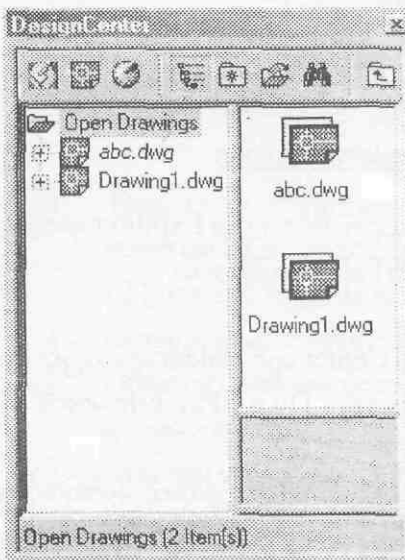 DesignCenter
Open Drawings
abc.dwg
Drawing1.dwg
abc.dwg
Drawing1.dwg
Open Drawings (2 Item(s))